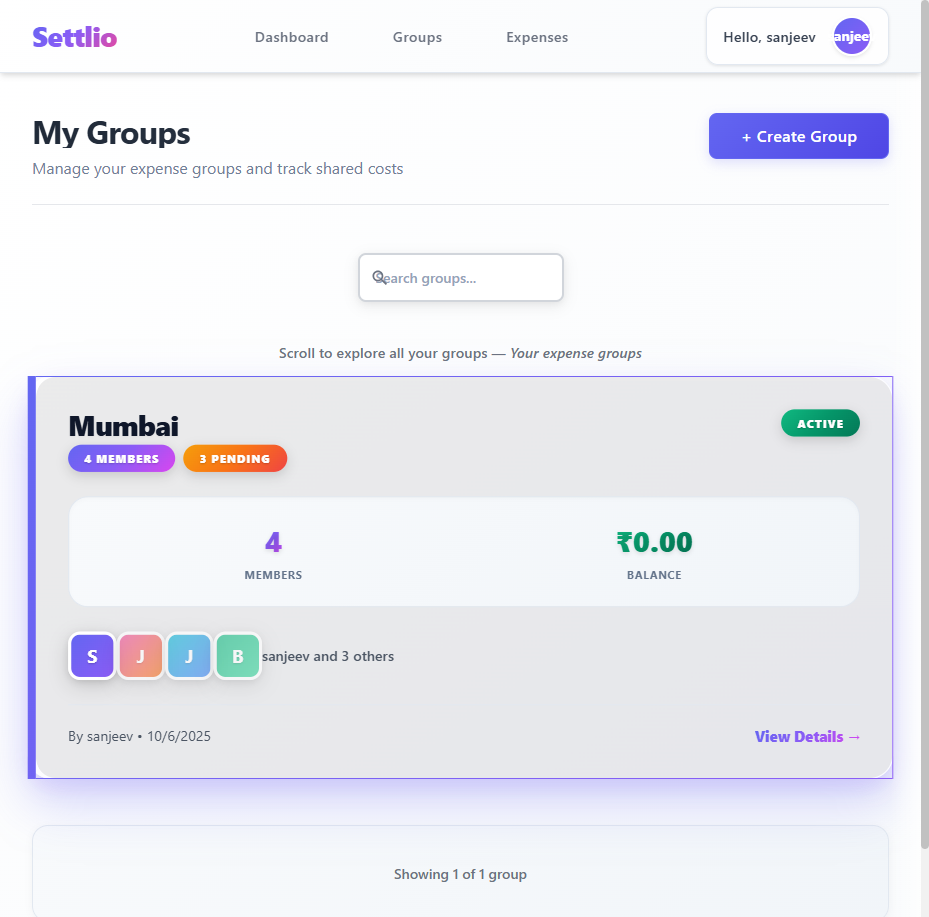 Settlio
Dashboard
Groups
Expenses
Hello, sanjeev
anjee
My Groups
+ Create Group
Manage your expense groups and track shared costs
Search groups...
Scroll to explore all your groups — Your expense groups
Mumbai
ACTIVE
4 MEMBERS
3 PENDING
4
₹0.00
MEMBERS
BALANCE
S J J B sanjeev and 3 others
By sanjeev • 10/6/2025
View Details →
Showing 1 of 1 group